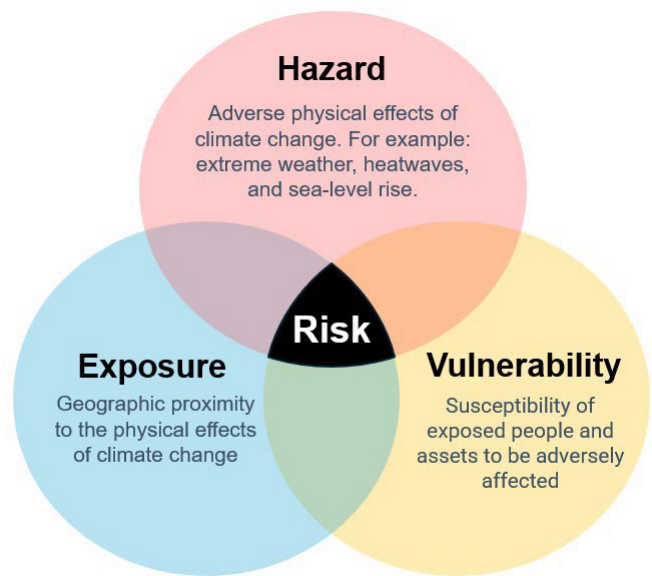 Hazard
Adverse physical effects of
climate change. For example:
extreme weather, heatwaves,
and sea-level rise.
Risk
Exposure
Geographic proximity
to the physical effects
of climate change
Vulnerability
Susceptibility of
exposed people and
assets to be adversely
affected